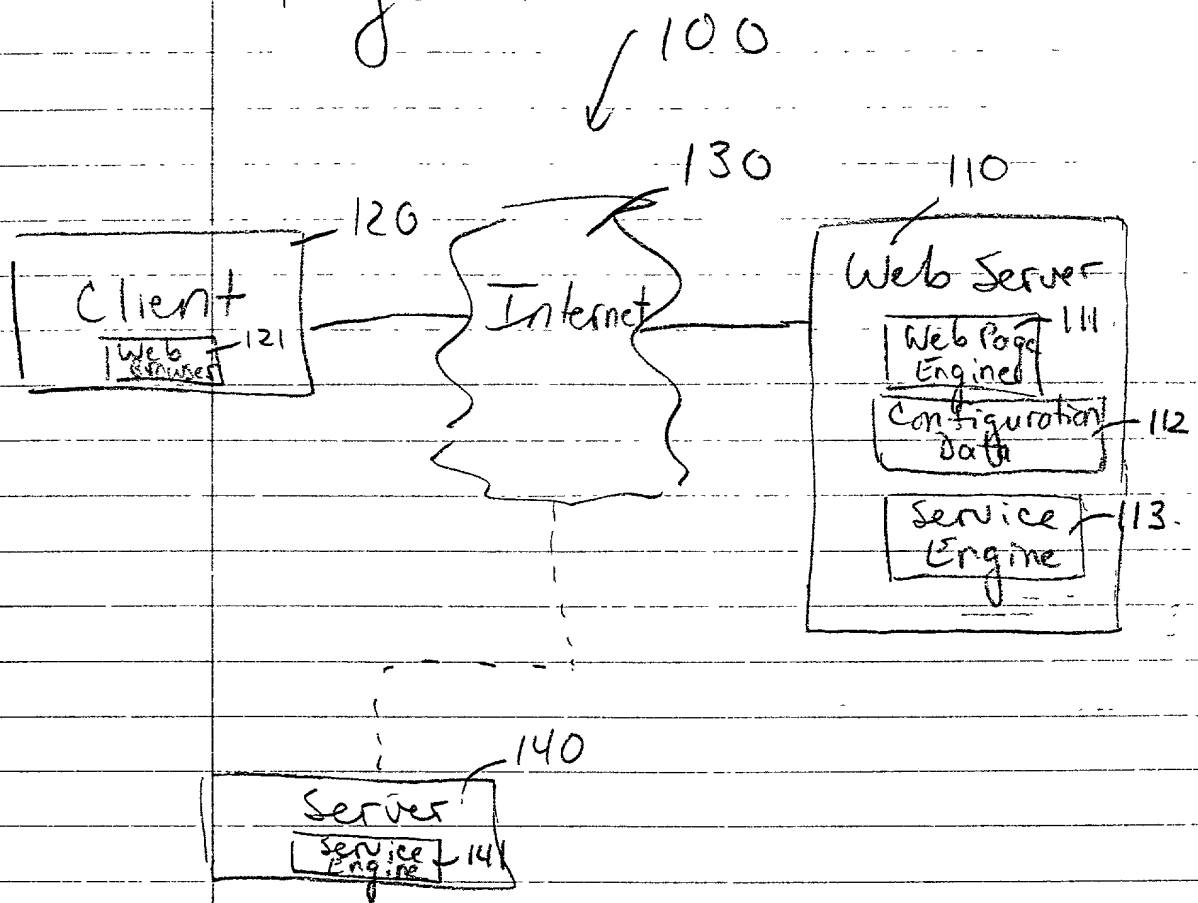 100
130
110
120
Client
Web
Browser
121
Internet
Web Server
Web Page
Engine
111
Configuration
Data
112
Service
Engine
113.
140
Server
Service
Engine
141